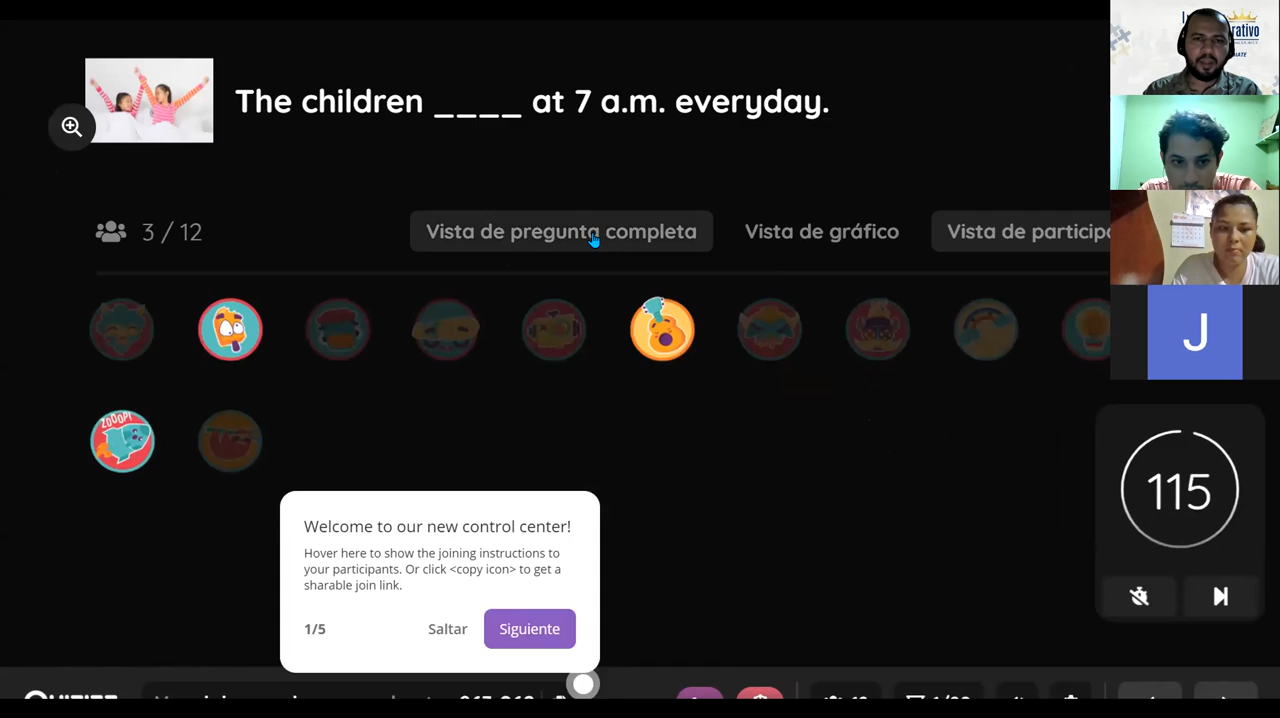 The children ____ at 7 a.m. everyday.
3 / 12
Vista de pregunta completa
Vista de gráfico
Vista de particip
ZOOOP!
Welcome to our new control center!
Hover here to show the joining instructions to
your participants. Or click <copy icon> to get a
sharable join link.
1/5
Saltar
Siguiente
115
J